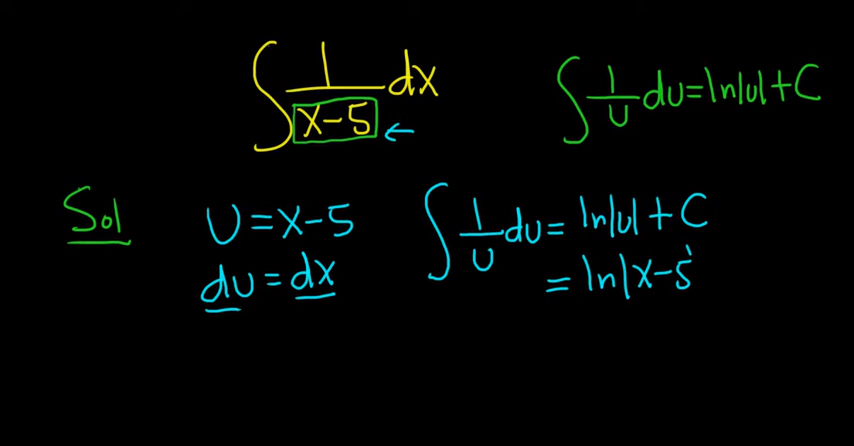 ∫ 1/(x-5) dx
∫ 1/u du = ln|u| + C
Sol
U = x-5
du = dx
∫ 1/u du = ln|u| + C
= ln|x-5